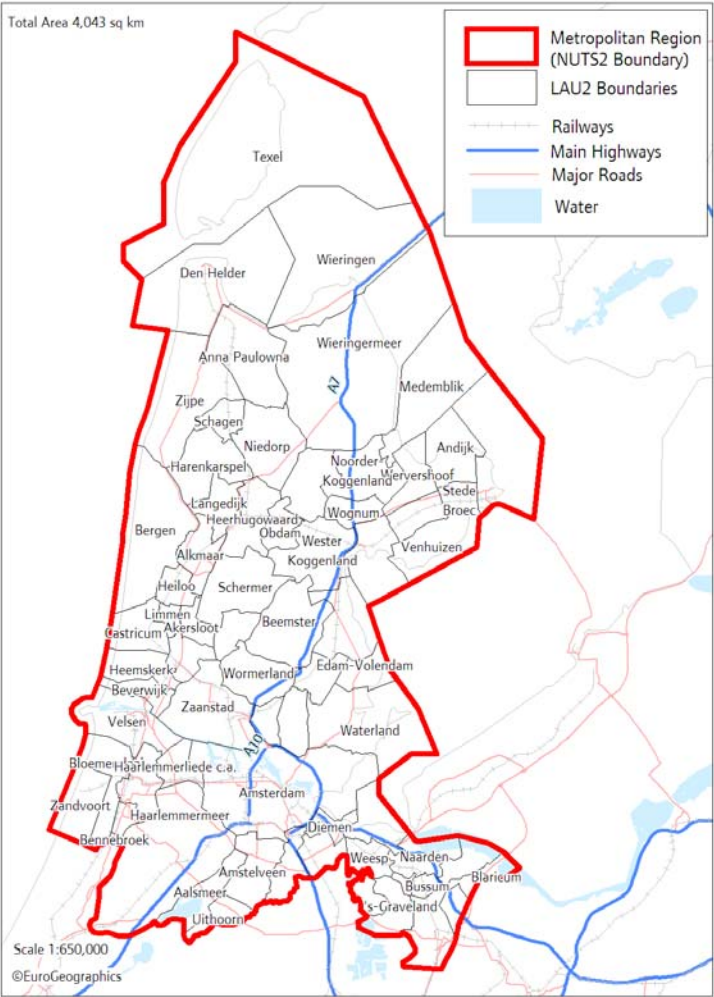 Total Area 4,043 sq km
Metropolitan Region
(NUTS2 Boundary)
LAU2 Boundaries
Railways
Main Highways
Major Roads
Water
Texel
Wieringen
Den Helder
Wieringermeer
Anna Paulowna
A7
Medemblik
Zijpe
Schagen
Niedorp
Andijk
Noorder-
Koggenland
Wervershoof
Harenkarspel
Stede
Broec
Langedijk
Heerhugowaard
Wognum
Obdam
Bergen
Wester
Koggenland
Venhuizen
Alkmaar
Heiloo
Schermer
Limmen
Akersloot
Beemster
Castricum
Heemskerk
Wormerland
Edam-Volendam
Beverwijk
Zaanstad
Velsen
Waterland
A10
Bloeme
Haarlemmerliede c.a.
Amsterdam
Zandvoort
Haarlemmermeer
Diemen
Bennebroek
Weesp
Naarden
Amstelveen
Bussum
Blaricum
Aalsmeer
's-Graveland
Uithoorn
Scale 1:650,000
©EuroGeographics